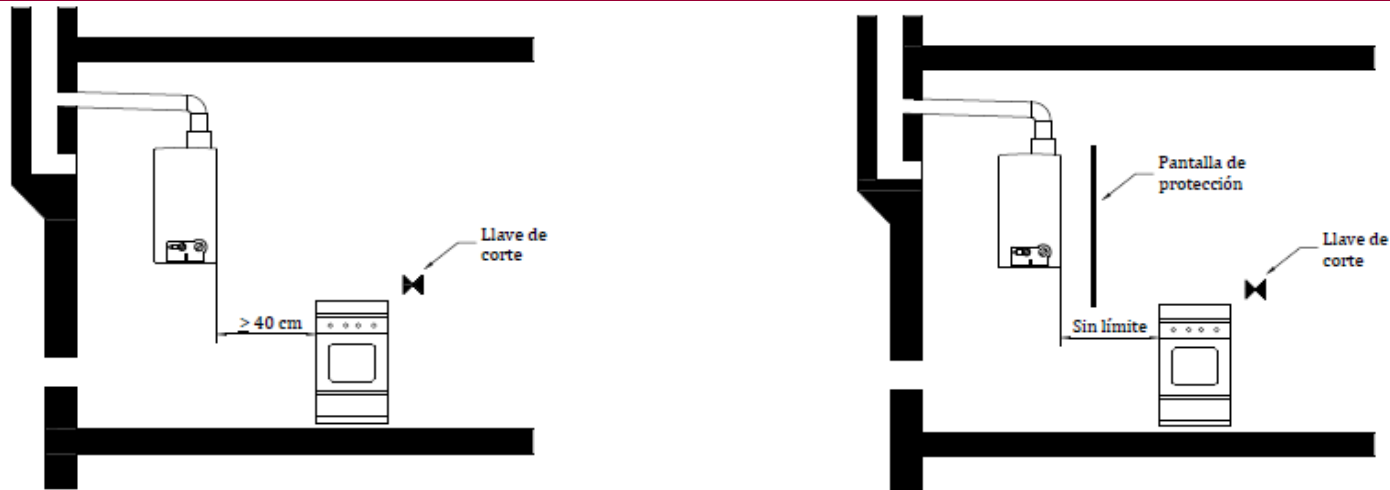 Llave de
corte
≥ 40 cm
Pantalla de
protección
Llave de
corte
Sin límite